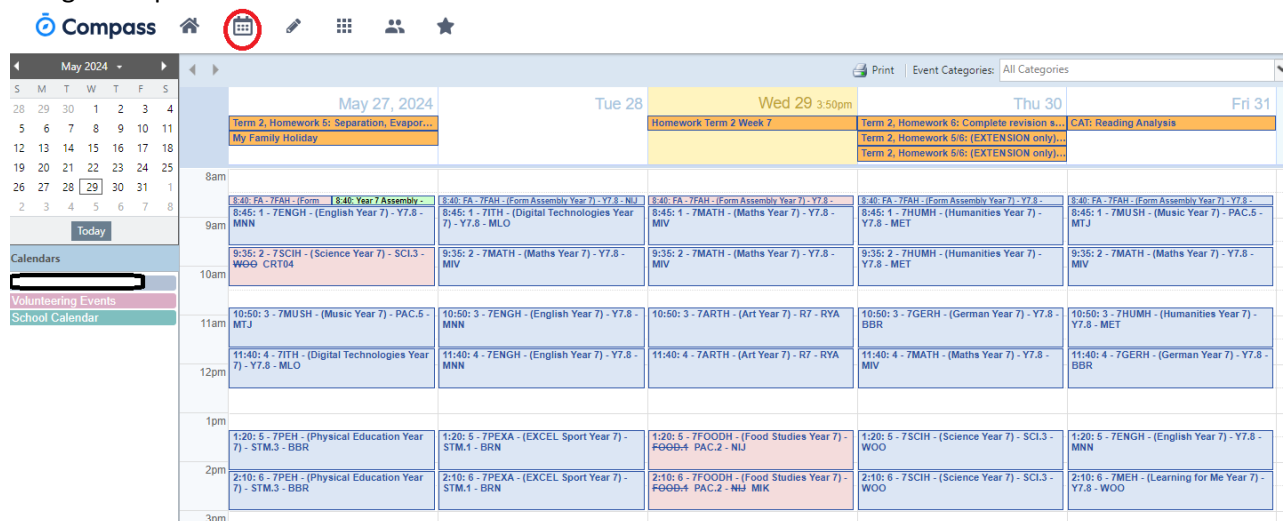 Compass
May 2024
Print Event Categories: All Categories
S M T W T F S
28 29 30 1 2 3 4
5 6 7 8 9 10 11
12 13 14 15 16 17 18
19 20 21 22 23 24 25
26 27 28 29 30 31 1
2 3 4 5 6 7 8
Today
Calendars
Volunteering Events
School Calendar
May 27, 2024 Tue 28 Wed 29 3:50pm Thu 30 Fri 31
Term 2, Homework 5: Separation, Evapor... Homework Term 2 Week 7 Term 2, Homework 6: Complete revision s... CAT: Reading Analysis
My Family Holiday Term 2, Homework 5/6: (EXTENSION only)...
Term 2, Homework 5/6: (EXTENSION only)...
8am
8:40: FA - 7FAH - (Form 8:40: Year 7 Assembly - 8:40: FA - 7FAH - (Form Assembly Year 7) - Y7.8 - NIJ 8:40: FA - 7FAH - (Form Assembly Year 7) - Y7.8 - 8:40: FA - 7FAH - (Form Assembly Year 7) - Y7.8 - 8:40: FA - 7FAH - (Form Assembly Year 7) - Y7.8 -
8:45: 1 - 7ENGH - (English Year 7) - Y7.8 - 8:45: 1 - 7ITH - (Digital Technologies Year 8:45: 1 - 7MATH - (Maths Year 7) - Y7.8 - 8:45: 1 - 7HUMH - (Humanities Year 7) - 8:45: 1 - 7MUSH - (Music Year 7) - PAC.5 -
9am MNN 7) - Y7.8 - MLO MIV Y7.8 - MET MTJ
9:35: 2 - 7SCIH - (Science Year 7) - SCI.3 - 9:35: 2 - 7MATH - (Maths Year 7) - Y7.8 - 9:35: 2 - 7MATH - (Maths Year 7) - Y7.8 - 9:35: 2 - 7HUMH - (Humanities Year 7) - 9:35: 2 - 7MATH - (Maths Year 7) - Y7.8 -
WOO CRT04 MIV MIV Y7.8 - MET MIV
10am
10:50: 3 - 7MUSH - (Music Year 7) - PAC.5 - 10:50: 3 - 7ENGH - (English Year 7) - Y7.8 - 10:50: 3 - 7ARTH - (Art Year 7) - R7 - RYA 10:50: 3 - 7GERH - (German Year 7) - Y7.8 - 10:50: 3 - 7HUMH - (Humanities Year 7) -
11am MTJ MNN BBR Y7.8 - MET
11:40: 4 - 7ITH - (Digital Technologies Year 11:40: 4 - 7ENGH - (English Year 7) - Y7.8 - 11:40: 4 - 7ARTH - (Art Year 7) - R7 - RYA 11:40: 4 - 7MATH - (Maths Year 7) - Y7.8 - 11:40: 4 - 7GERH - (German Year 7) - Y7.8 -
7) - Y7.8 - MLO MNN MIV BBR
12pm
1pm
1:20: 5 - 7PEH - (Physical Education Year 1:20: 5 - 7PEXA - (EXCEL Sport Year 7) - 1:20: 5 - 7FOODH - (Food Studies Year 7) - 1:20: 5 - 7SCIH - (Science Year 7) - SCI.3 - 1:20: 5 - 7ENGH - (English Year 7) - Y7.8 -
7) - STM.3 - BBR STM.1 - BRN FOOD.1 PAC.2 - NIJ WOO MNN
2pm
2:10: 6 - 7PEH - (Physical Education Year 2:10: 6 - 7PEXA - (EXCEL Sport Year 7) - 2:10: 6 - 7FOODH - (Food Studies Year 7) - 2:10: 6 - 7SCIH - (Science Year 7) - SCI.3 - 2:10: 6 - 7MEH - (Learning for Me Year 7) -
7) - STM.3 - BBR STM.1 - BRN FOOD.1 PAC.2 - NIJ MIK WOO Y7.8 - WOO
3pm